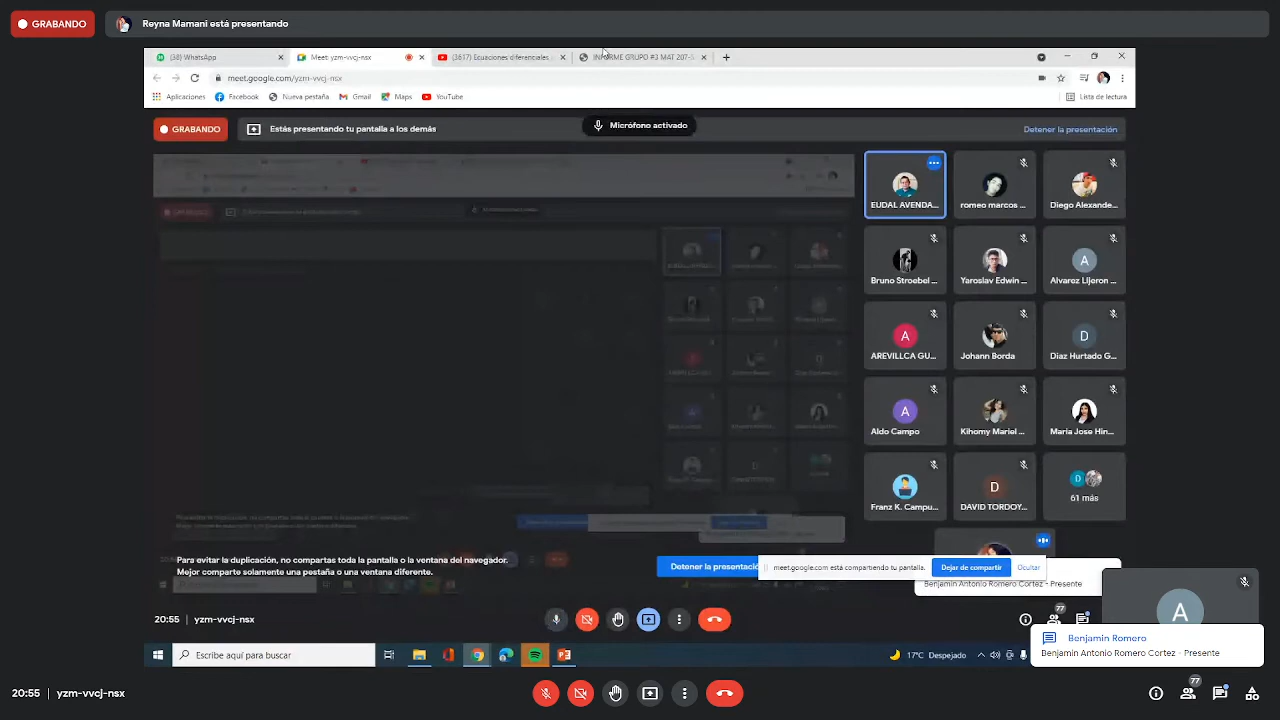 GRABANDO
Reyna Mamani está presentando
(38) WhatsApp
Meet: yzm-vvcj-nsx
(3617) Ecuaciones diferenciales
INFORME GRUPO #3 MAT 207-S
meet.google.com/yzm-vvcj-nsx
Aplicaciones
Facebook
Nueva pestaña
Gmail
Maps
YouTube
Lista de lectura
GRABANDO
Estás presentando tu pantalla a los demás
Micrófono activado
Detener la presentación
EUDAL AVENDA...
romeo marcos ...
Diego Alexande...
Bruno Stroebel ...
Yaroslav Edwin ...
A
Alvarez Lijeron ...
A
AREVILLCA GU...
Johann Borda
D
Diaz Hurtado G...
A
Aldo Campo
Kihomy Mariel ...
Maria Jose Hin...
Franz K. Campu...
D
DAVID TORDOY...
D
61 más
Para evitar la duplicación, no compartas toda la pantalla o la ventana del navegador.
Mejor comparte solamente una pestaña o una ventana diferente.
Detener la presentació
meet.google.com está compartiendo tu pantalla.
Dejar de compartir
Ocultar
Benjamin Antonio Romero Cortez - Presente
20:55
yzm-vvcj-nsx
77
A
Benjamin Romero
Benjamin Antonio Romero Cortez - Presente
Escribe aquí para buscar
17°C Despejado
20:55
yzm-vvcj-nsx
77